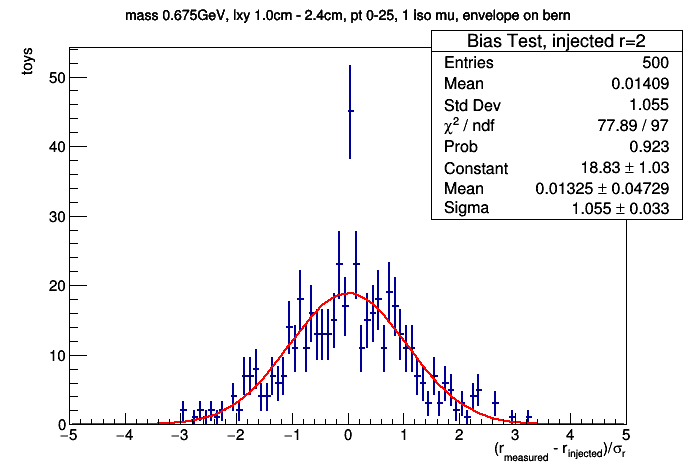 mass 0.675GeV, lxy 1.0cm - 2.4cm, pt 0-25, 1 Iso mu, envelope on bern
Bias Test, injected r=2
Entries 500
Mean 0.01409
Std Dev 1.055
χ² / ndf 77.89 / 97
Prob 0.923
Constant 18.83 ± 1.03
Mean 0.01325 ± 0.04729
Sigma 1.055 ± 0.033
toys
50
40
30
20
10
0
−5 −4 −3 −2 −1 0 1 2 3 4 5
(r_measured - r_injected)/σ_r